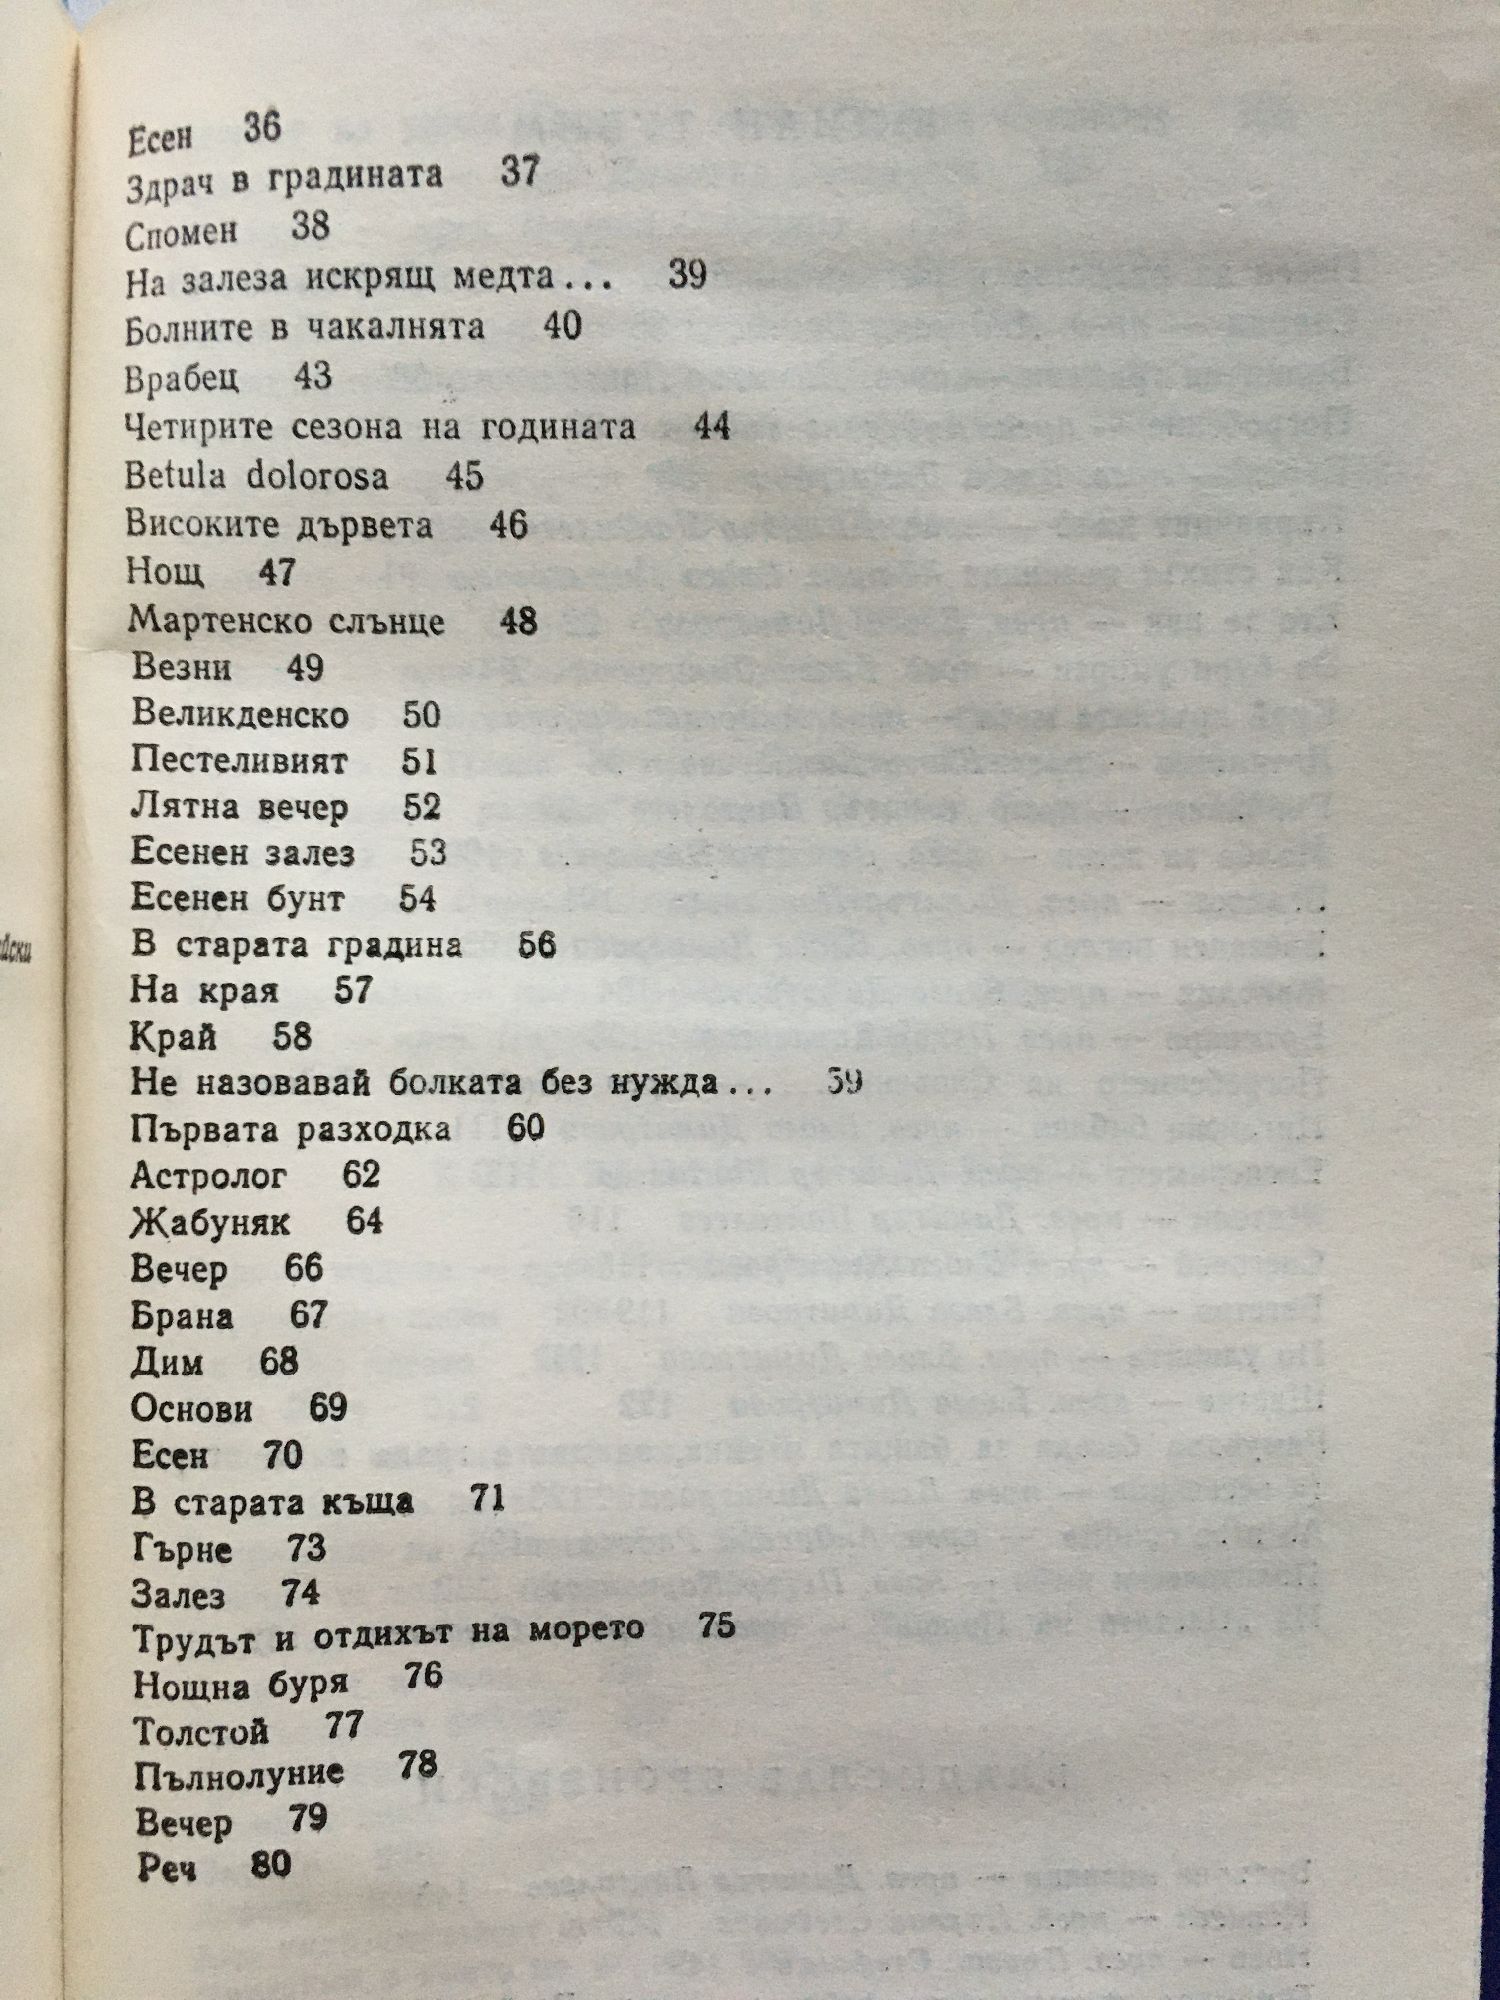 Есен 36
Здрач в градината 37
Спомен 38
На залеза искрящ медта... 39
Болните в чакалнята 40
Врабец 43
Четирите сезона на годината 44
Betula dolorosa 45
Високите дървета 46
Нощ 47
Мартенско слънце 48
Везни 49
Великденско 50
Пестеливият 51
Лятна вечер 52
Есенен залез 53
Есенен бунт 54
В старата градина 56
На края 57
Край 58
Не назовавай болката без нужда... 59
Първата разходка 60
Астролог 62
Жабуняк 64
Вечер 66
Брана 67
Дим 68
Основи 69
Есен 70
В старата къща 71
Гърне 73
Залез 74
Трудът и отдихът на морето 75
Нощна буря 76
Толстой 77
Пълнолуние 78
Вечер 79
Реч 80